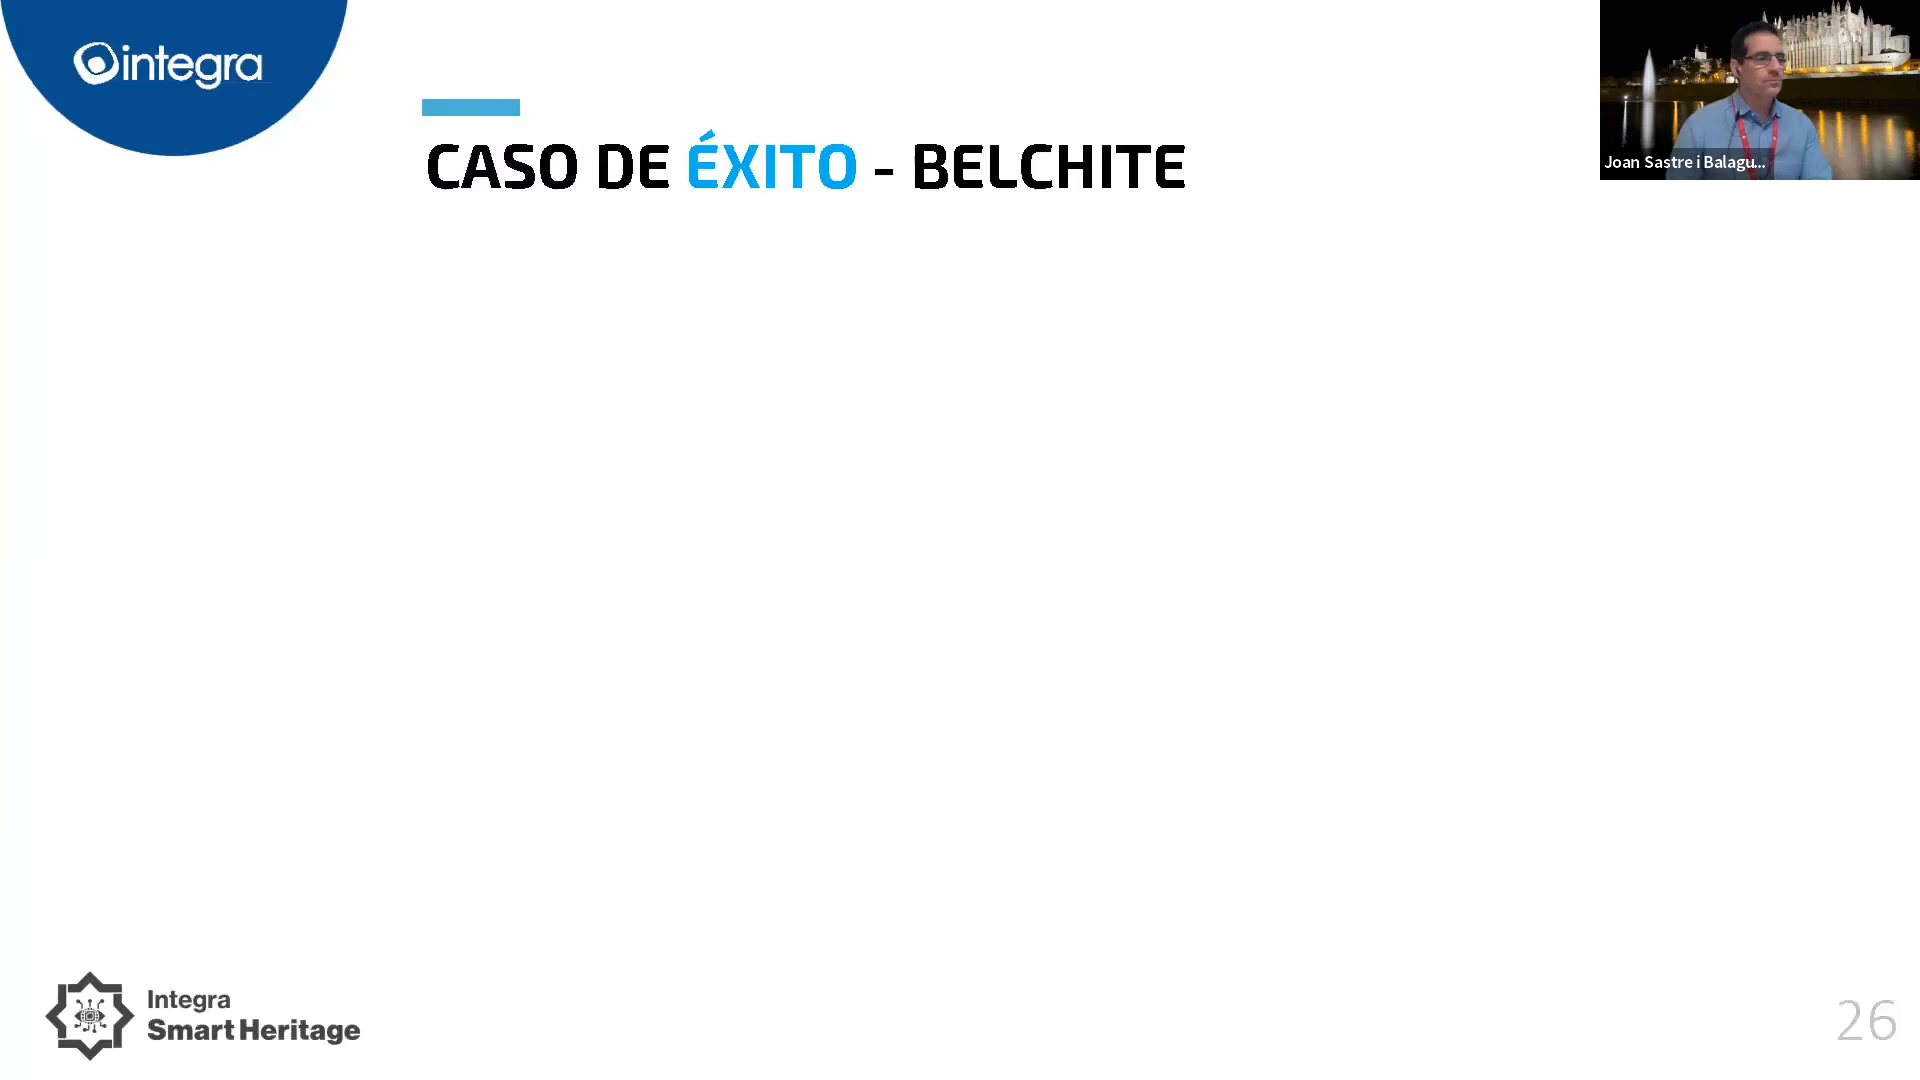 integra
CASO DE ÉXITO - BELCHITE
Joan Sastre i Balagu...
Integra
Smart Heritage
26